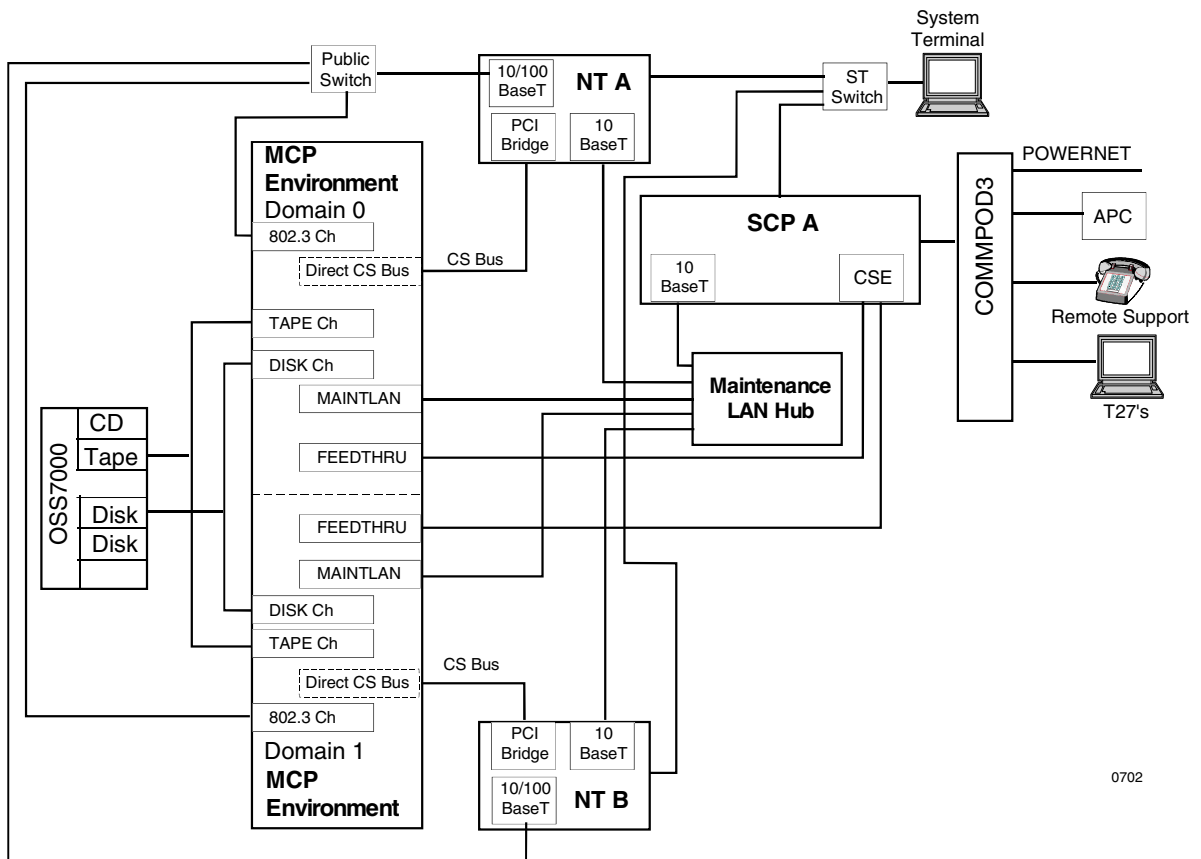 System
Terminal
Public
Switch
10/100
BaseT
NT A
ST
Switch
PCI
Bridge
10
BaseT
MCP
Environment
Domain 0
802.3 Ch
Direct CS Bus
CS Bus
TAPE Ch
DISK Ch
MAINTLAN
FEEDTHRU
SCP A
10
BaseT
CSE
COMMPOD3
POWERNET
APC
Remote Support
T27's
Maintenance
LAN Hub
OSS7000
CD
Tape
Disk
Disk
FEEDTHRU
MAINTLAN
DISK Ch
TAPE Ch
Direct CS Bus
CS Bus
802.3 Ch
Domain 1
MCP
Environment
PCI
Bridge
10
BaseT
10/100
BaseT
NT B
0702